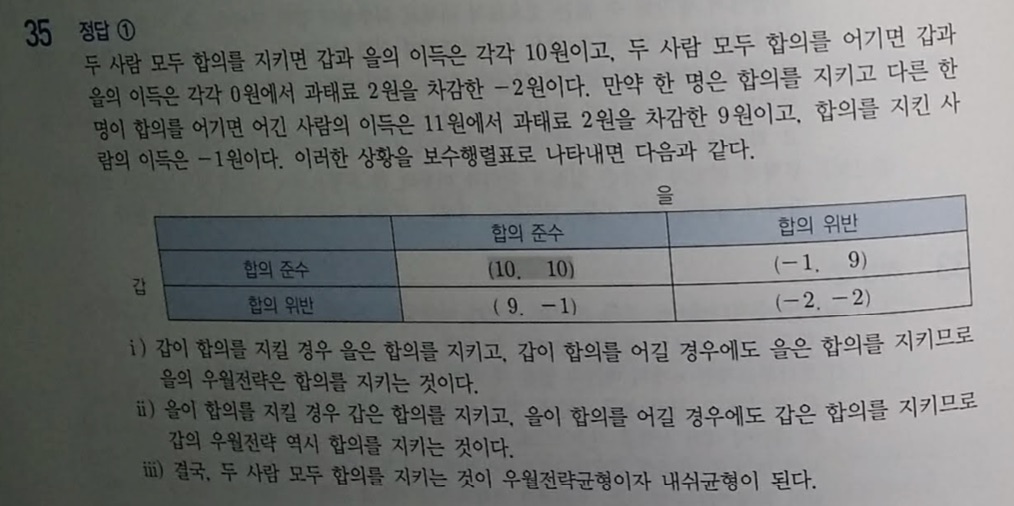 35 정답 ①
두 사람 모두 합의를 지키면 갑과 을의 이득은 각각 10원이고, 두 사람 모두 합의를 어기면 갑과
을의 이득은 각각 0원에서 과태료 2원을 차감한 -2원이다. 만약 한 명은 합의를 지키고 다른 한
명이 합의를 어기면 어긴 사람의 이득은 11원에서 과태료 2원을 차감한 9원이고, 합의를 지킨 사
람의 이득은 -1원이다. 이러한 상황을 보수행렬표로 나타내면 다음과 같다.
을
합의 준수 합의 위반
갑
합의 준수 (10, 10) (-1, 9)
합의 위반 (9, -1) (-2, -2)
ⅰ) 갑이 합의를 지킬 경우 을은 합의를 지키고, 갑이 합의를 어길 경우에도 을은 합의를 지키므로
을의 우월전략은 합의를 지키는 것이다.
ⅱ) 을이 합의를 지킬 경우 갑은 합의를 지키고, 을이 합의를 어길 경우에도 갑은 합의를 지키므로
갑의 우월전략 역시 합의를 지키는 것이다.
ⅲ) 결국, 두 사람 모두 합의를 지키는 것이 우월전략균형이자 내쉬균형이 된다.